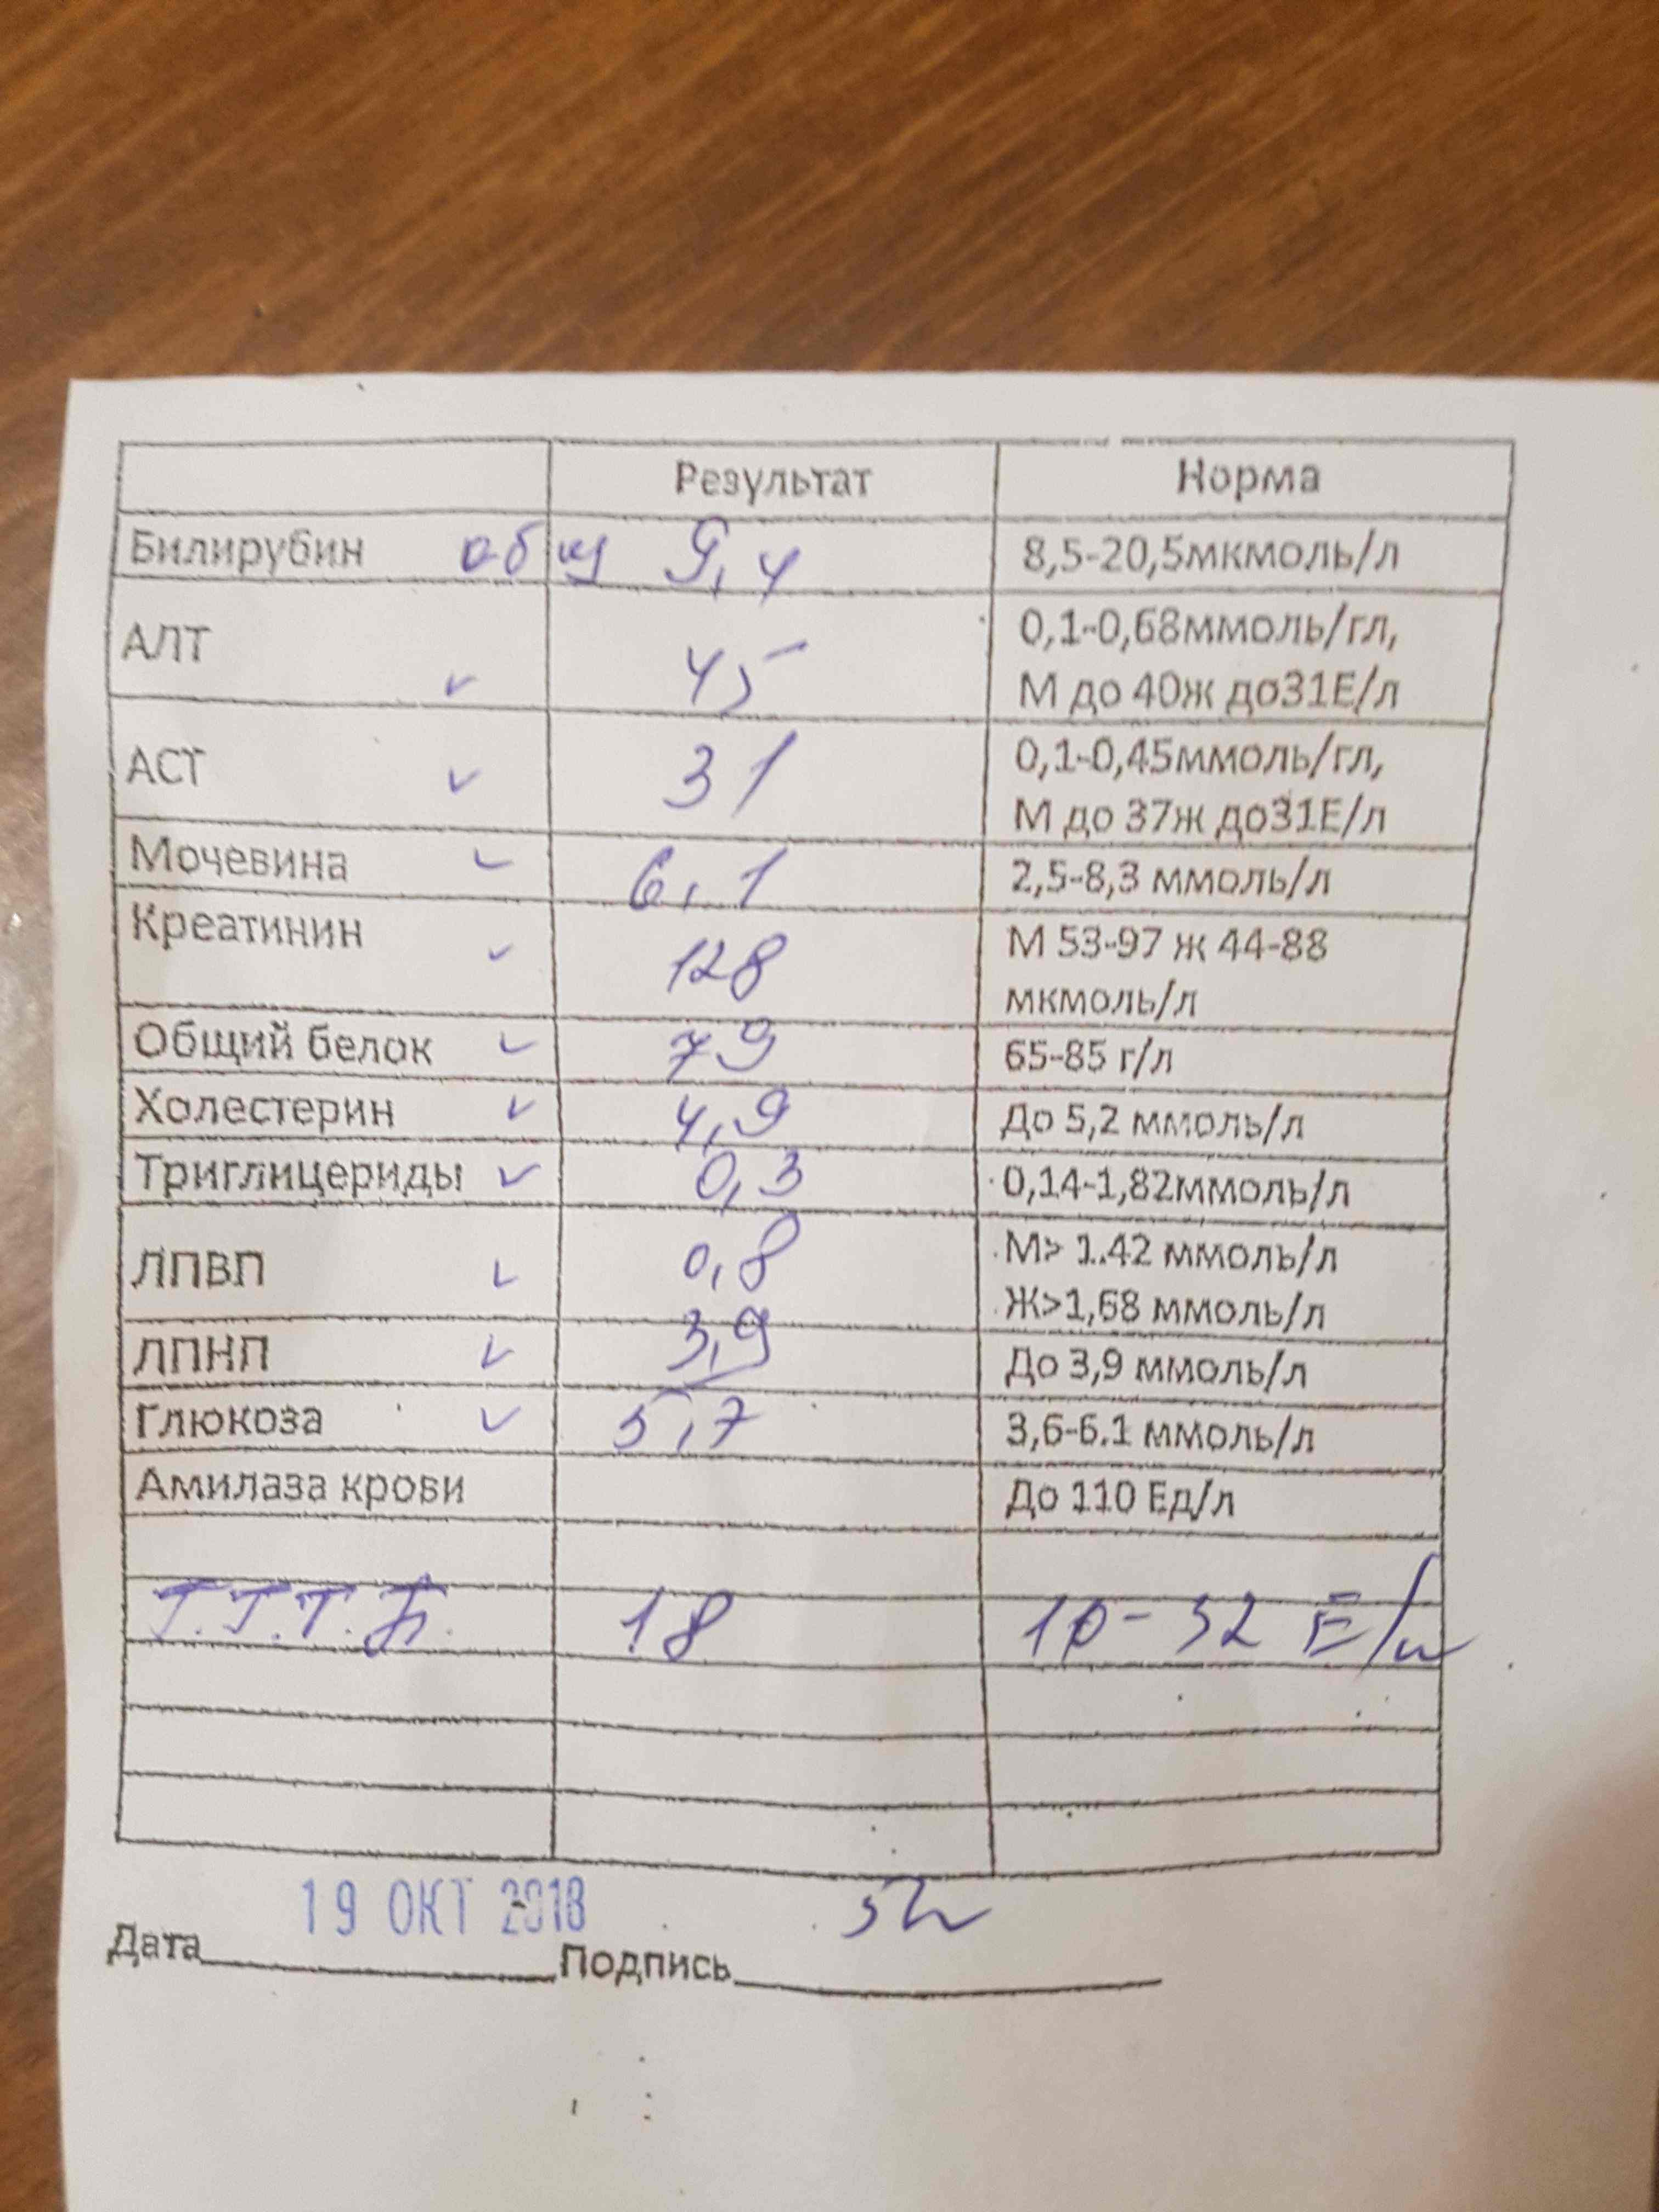 Результат Норма
Билирубин общ 9,4 8,5-20,5мкмоль/л
АЛТ 45 0,1-0,68ммоль/гл,
М до 40ж до31Е/л
АСТ 31 0,1-0,45ммоль/гл,
М до 37ж до31Е/л
Мочевина 6,1 2,5-8,3 ммоль/л
Креатинин 128 М 53-97 ж 44-88
мкмоль/л
Общий белок 79 65-85 г/л
Холестерин 4,9 До 5,2 ммоль/л
Триглицериды 0,3 0,14-1,82ммоль/л
ЛПВП 0,8 М> 1.42 ммоль/л
Ж>1,68 ммоль/л
ЛПНП 3,9 До 3,9 ммоль/л
Глюкоза 5,7 3,6-6.1 ммоль/л
Амилаза крови До 110 Ед/л
Г.Г.Т.П. 18 10-32 Е/л
19 ОКТ 2018
Дата Подпись